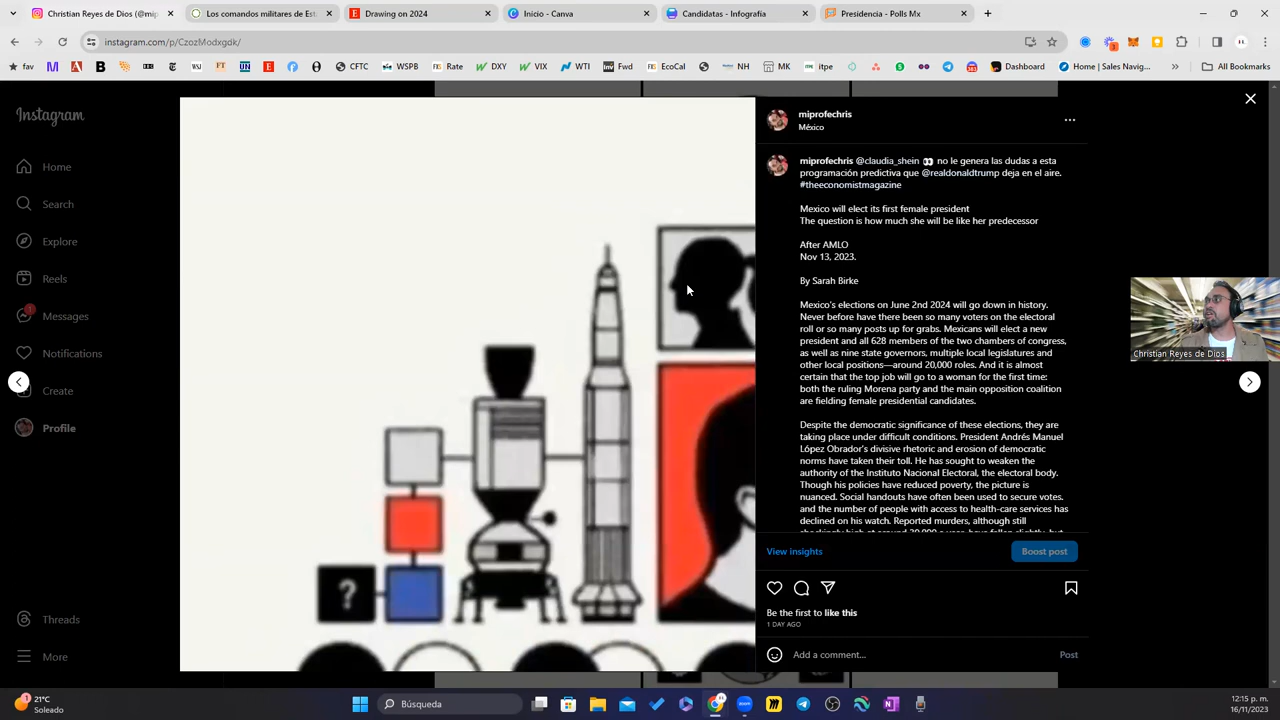 Instagram - Reyes de Dios (@mip
Los comandos militares de Est
Drawing on 2024
Inicio - Canva
Candidatas - Infografía
Presidencia - Polls Mx
instagram.com/p/CzozModxgdk/
fav
CFTC
WSPB
Rate
DXY
VIX
WTI
Fwd
EcoCal
NH
MK
itpe
Dashboard
Home | Sales Navig...
All Bookmarks
Instagram
Home
Search
Explore
Reels
Messages
Notifications
Create
Profile
Threads
More
?
miprofechris
México
miprofechris @claudia_shein 👀 no le genera las dudas a esta
programación predictiva que @realdonaldtrump deja en el aire.
#theeconomistmagazine
Mexico will elect its first female president
The question is how much she will be like her predecessor
After AMLO
Nov 13, 2023.
By Sarah Birke
Mexico's elections on June 2nd 2024 will go down in history.
Never before have there been so many voters on the electoral
roll or so many posts up for grabs. Mexicans will elect a new
president and all 628 members of the two chambers of congress,
as well as nine state governors, multiple local legislatures and
other local positions—around 20,000 roles. And it is almost
certain that the top job will go to a woman for the first time:
both the ruling Morena party and the main opposition coalition
are fielding female presidential candidates.
Despite the democratic significance of these elections, they are
taking place under difficult conditions. President Andrés Manuel
López Obrador's divisive rhetoric and erosion of democratic
norms have taken their toll. He has sought to weaken the
authority of the Instituto Nacional Electoral, the electoral body.
Though his policies have reduced poverty, the picture is
nuanced. Social handouts have often been used to secure votes.
and the number of people with access to health-care services has
declined on his watch. Reported murders, although still
View insights
Boost post
Be the first to like this
1 DAY AGO
Add a comment...
Post
Christian Reyes de Dios
21°C
Soleado
Búsqueda
12:15 p. m.
16/11/2023